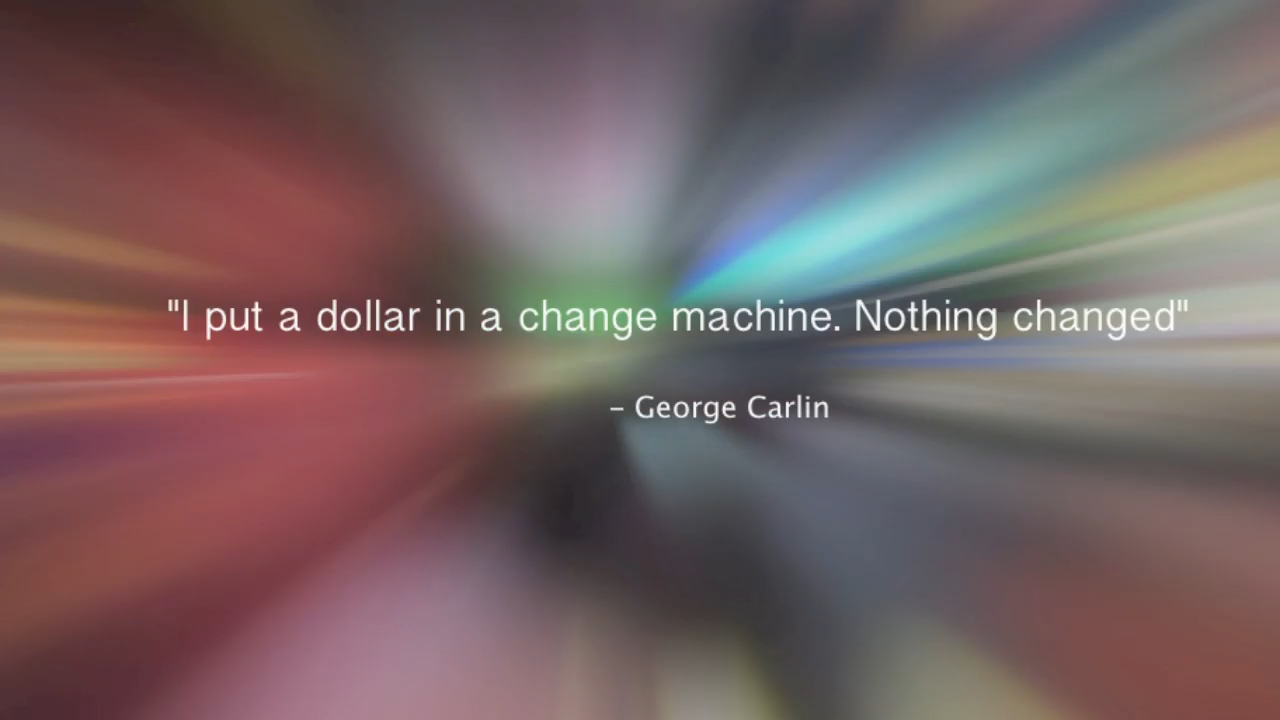 "I put a dollar in a change machine. Nothing changed"
– George Carlin